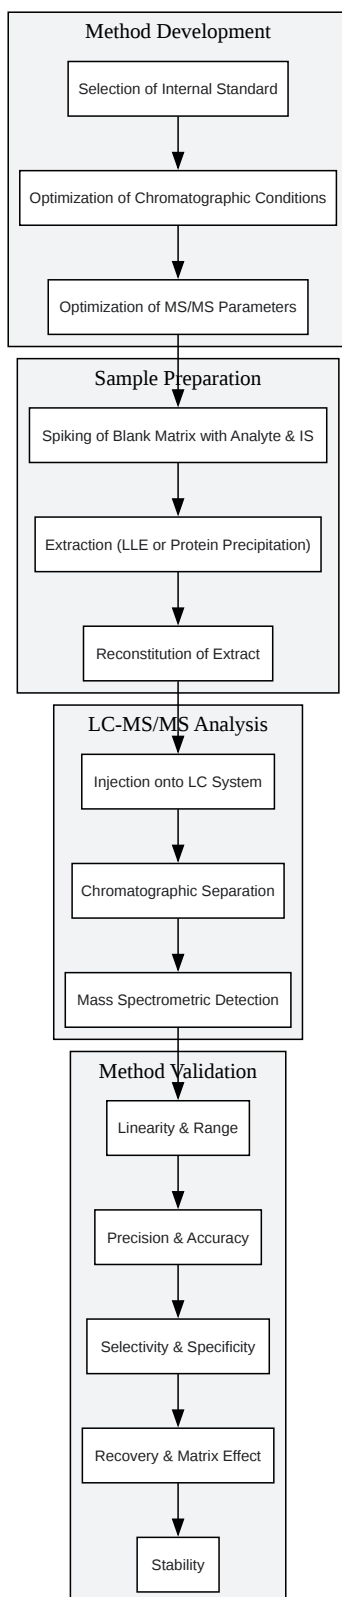 Method Development
Selection of Internal Standard
Optimization of Chromatographic Conditions
Optimization of MS/MS Parameters
Sample Preparation
Spiking of Blank Matrix with Analyte & IS
Extraction (LLE or Protein Precipitation)
Reconstitution of Extract
LC-MS/MS Analysis
Injection onto LC System
Chromatographic Separation
Mass Spectrometric Detection
Method Validation
Linearity & Range
Precision & Accuracy
Selectivity & Specificity
Recovery & Matrix Effect
Stability